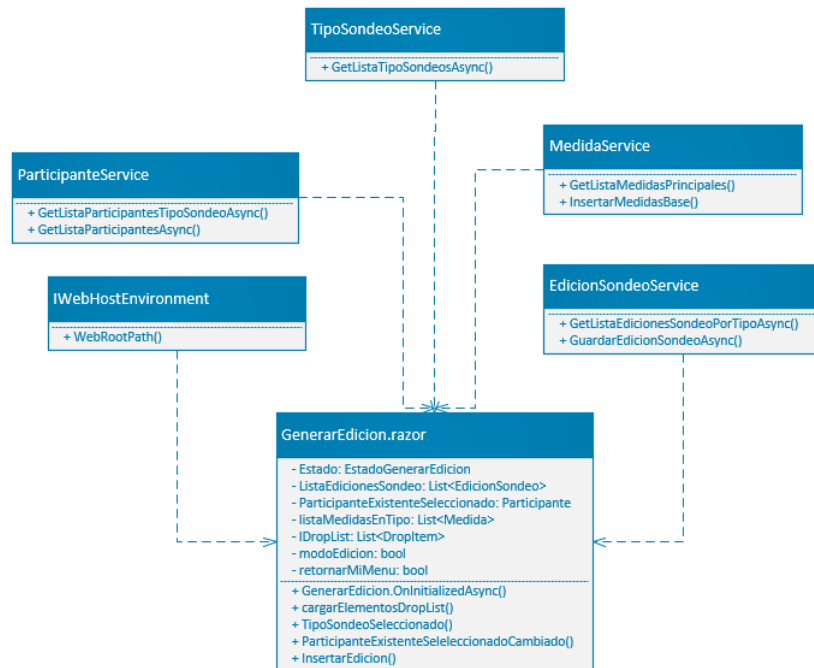 TipoSondeoService
+ GetListaTipoSondeosAsync()
MedidaService
+ GetListaMedidasPrincipales()
+ InsertarMedidasBase()
ParticipanteService
+ GetListaParticipantesTipoSondeoAsync()
+ GetListaParticipantesAsync()
IWebHostEnvironment
+ WebRootPath()
EdicionSondeoService
+ GetListaEdicionesSondeoPorTipoAsync()
+ GuardarEdicionSondeoAsync()
GenerarEdicion.razor
- Estado: EstadoGenerarEdicion
- ListaEdicionesSondeo: List<EdicionSondeo>
- ParticipanteExistenteSeleccionado: Participante
- listaMedidasEnTipo: List<Medida>
- lDropList: List<DropItem>
- modoEdicion: bool
- retornarMiMenu: bool
+ GenerarEdicion.OnInitializedAsync()
+ cargarElementosDropList()
+ TipoSondeoSeleccionado()
+ ParticipanteExistenteSeleleccionadoCambiado()
+ InsertarEdicion()